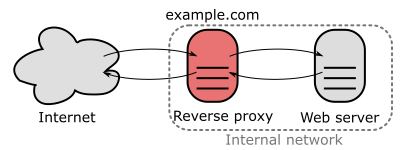 example.com
Internet
Reverse proxy
Web server
Internal network